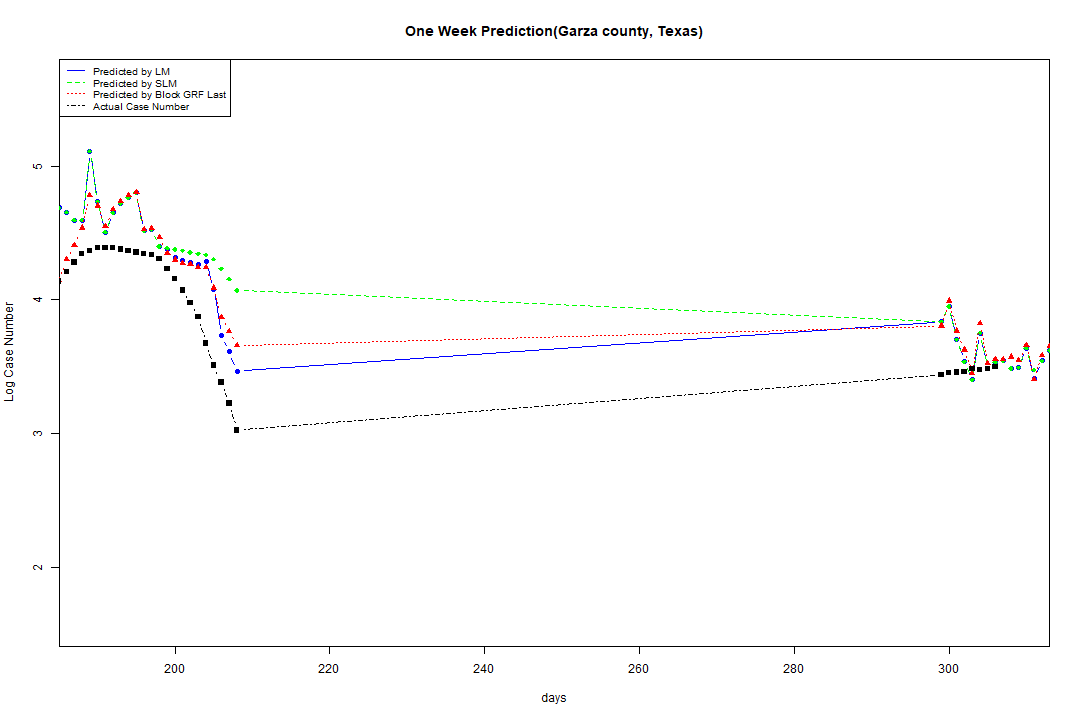 One Week Prediction(Garza county, Texas)
Predicted by LM
Predicted by SLM
Predicted by Block GRF Last
Actual Case Number
5
4
3
2
Log Case Number
200 220 240 260 280 300
days